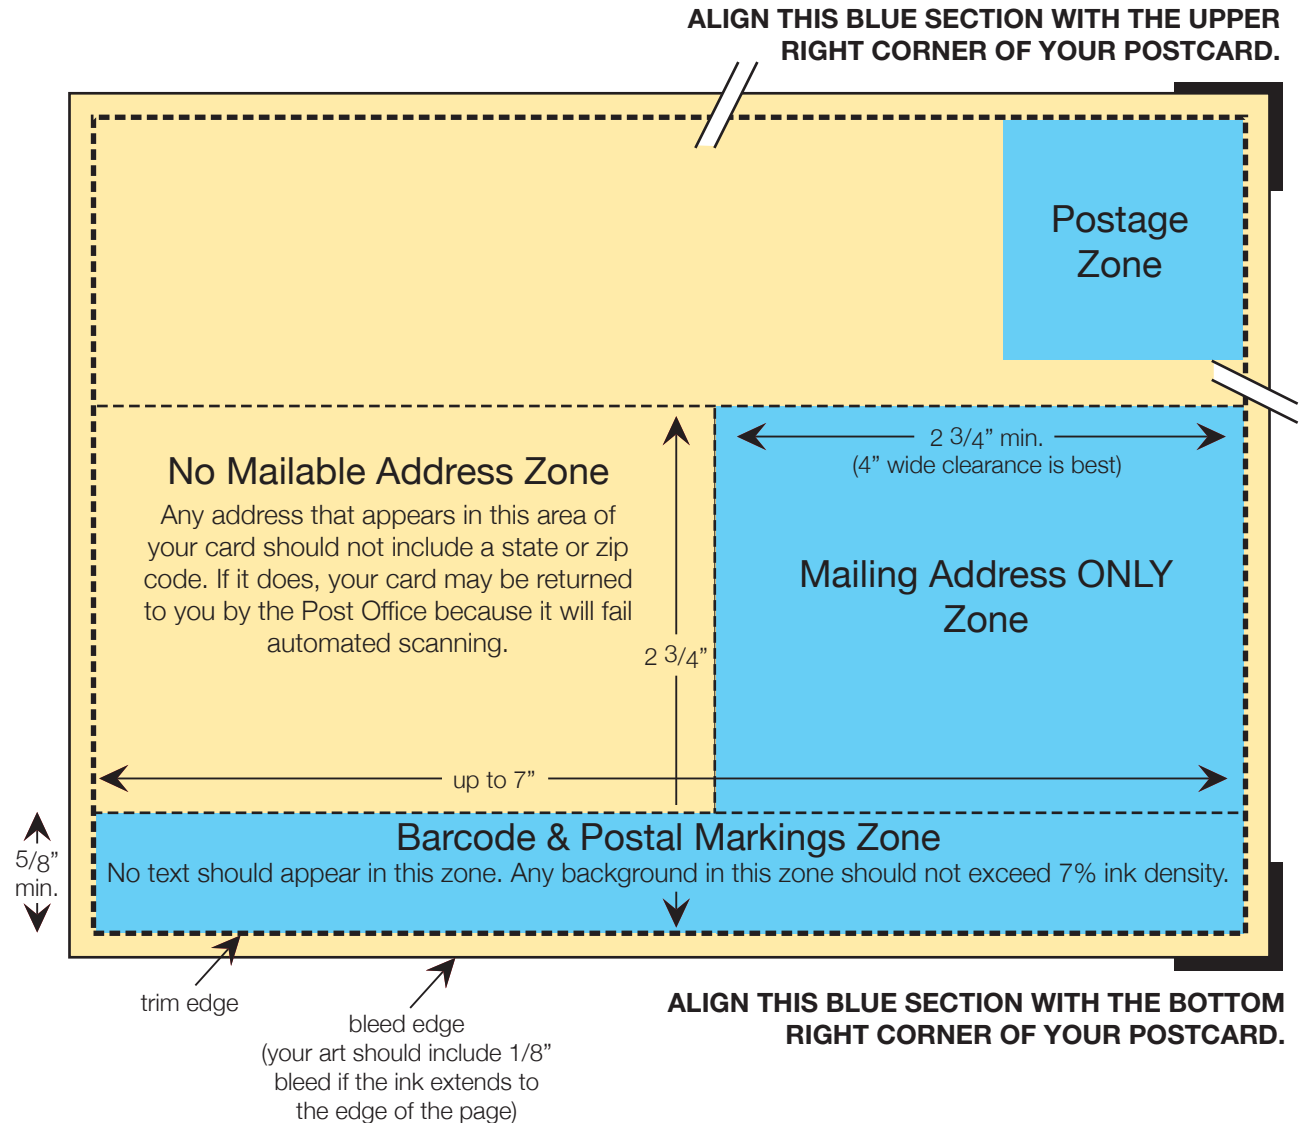 ALIGN THIS BLUE SECTION WITH THE UPPER
RIGHT CORNER OF YOUR POSTCARD.
Postage
Zone
2 3/4” min.
(4” wide clearance is best)
No Mailable Address Zone
Any address that appears in this area of
your card should not include a state or zip
code. If it does, your card may be returned
to you by the Post Office because it will fail
automated scanning.
Mailing Address ONLY
Zone
2 3/4”
up to 7”
5/8”
min.
Barcode & Postal Markings Zone
No text should appear in this zone. Any background in this zone should not exceed 7% ink density.
trim edge
bleed edge
(your art should include 1/8”
bleed if the ink extends to
the edge of the page)
ALIGN THIS BLUE SECTION WITH THE BOTTOM
RIGHT CORNER OF YOUR POSTCARD.